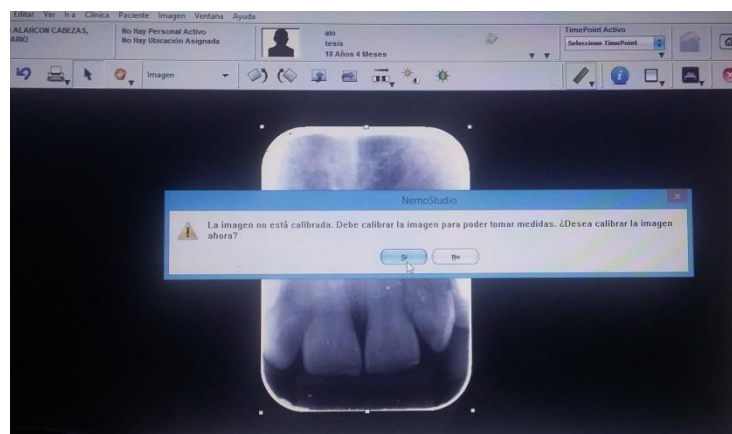 Editar Ver Ir a Clínica Paciente Imagen Ventana Ayuda
ALARCON CABEZAS,
No Hay Personal Activo
No Hay Ubicación Asignada
alo
tesis
18 Años 4 Meses
TimePoint Activo
Seleccione TimePoint
Imagen
NemoStudio
La imagen no está calibrada. Debe calibrar la imagen para poder tomar medidas. ¿Desea calibrar la imagen
ahora?
Sí
No